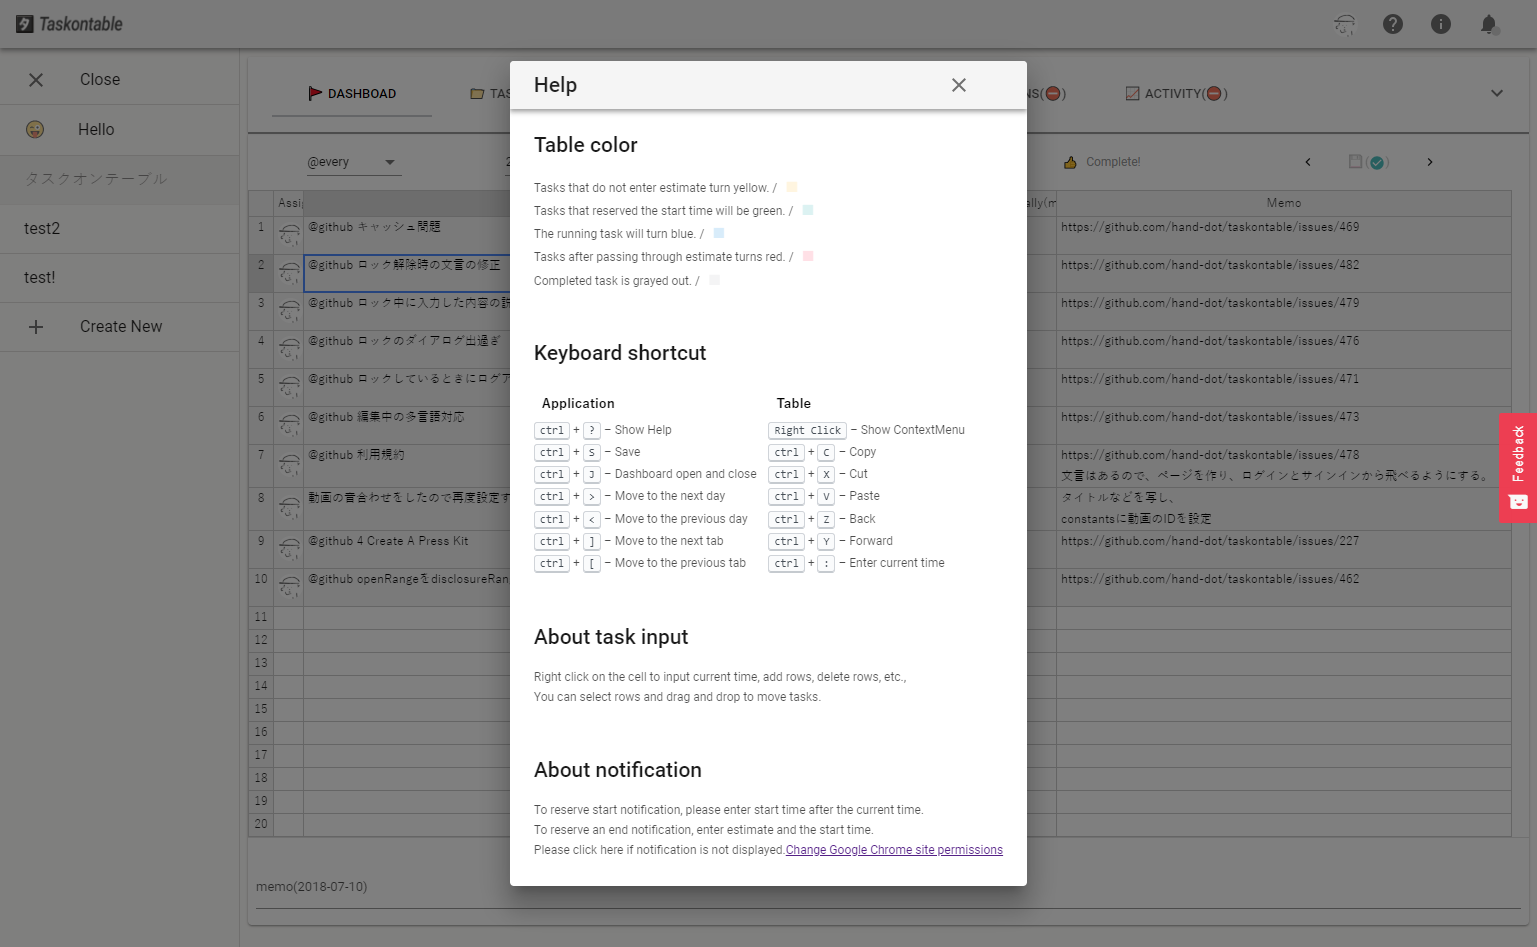 Taskontable
Close
Hello
タスクオンテーブル
test2
test!
Create New
DASHBOAD
TAS
NS(
)
ACTIVITY(
)
@every
2
Complete!
(
)
Assi
ally(m
Memo
1 @github キャッシュ問題 https://github.com/hand-dot/taskontable/issues/469
2 @github ロック解除時の文言の修正 https://github.com/hand-dot/taskontable/issues/482
3 @github ロック中に入力した内容の説 https://github.com/hand-dot/taskontable/issues/479
4 @github ロックのダイアログ出過ぎ https://github.com/hand-dot/taskontable/issues/476
5 @github ロックしているときにログア https://github.com/hand-dot/taskontable/issues/471
6 @github 編集中の多言語対応 https://github.com/hand-dot/taskontable/issues/473
7 @github 利用規約 https://github.com/hand-dot/taskontable/issues/478
文言はあるので、ページを作り、ログインとサインインから飛べるようにする。
8 動画の音合わせをしたので再度設定す タイトルなどを写し、
constantsに動画のIDを設定
9 @github 4 Create A Press Kit https://github.com/hand-dot/taskontable/issues/227
10 @github openRangeをdisclosureRan https://github.com/hand-dot/taskontable/issues/462
11
12
13
14
15
16
17
18
19
20
memo(2018-07-10)
Feedback
Help
Table color
Tasks that do not enter estimate turn yellow. /
Tasks that reserved the start time will be green. /
The running task will turn blue. /
Tasks after passing through estimate turns red. /
Completed task is grayed out. /
Keyboard shortcut
Application
ctrl + ? – Show Help
ctrl + S – Save
ctrl + J – Dashboard open and close
ctrl + > – Move to the next day
ctrl + < – Move to the previous day
ctrl + ] – Move to the next tab
ctrl + [ – Move to the previous tab
Table
Right Click – Show ContextMenu
ctrl + C – Copy
ctrl + X – Cut
ctrl + V – Paste
ctrl + Z – Back
ctrl + Y – Forward
ctrl + : – Enter current time
About task input
Right click on the cell to input current time, add rows, delete rows, etc.,
You can select rows and drag and drop to move tasks.
About notification
To reserve start notification, please enter start time after the current time.
To reserve an end notification, enter estimate and the start time.
Please click here if notification is not displayed.Change Google Chrome site permissions